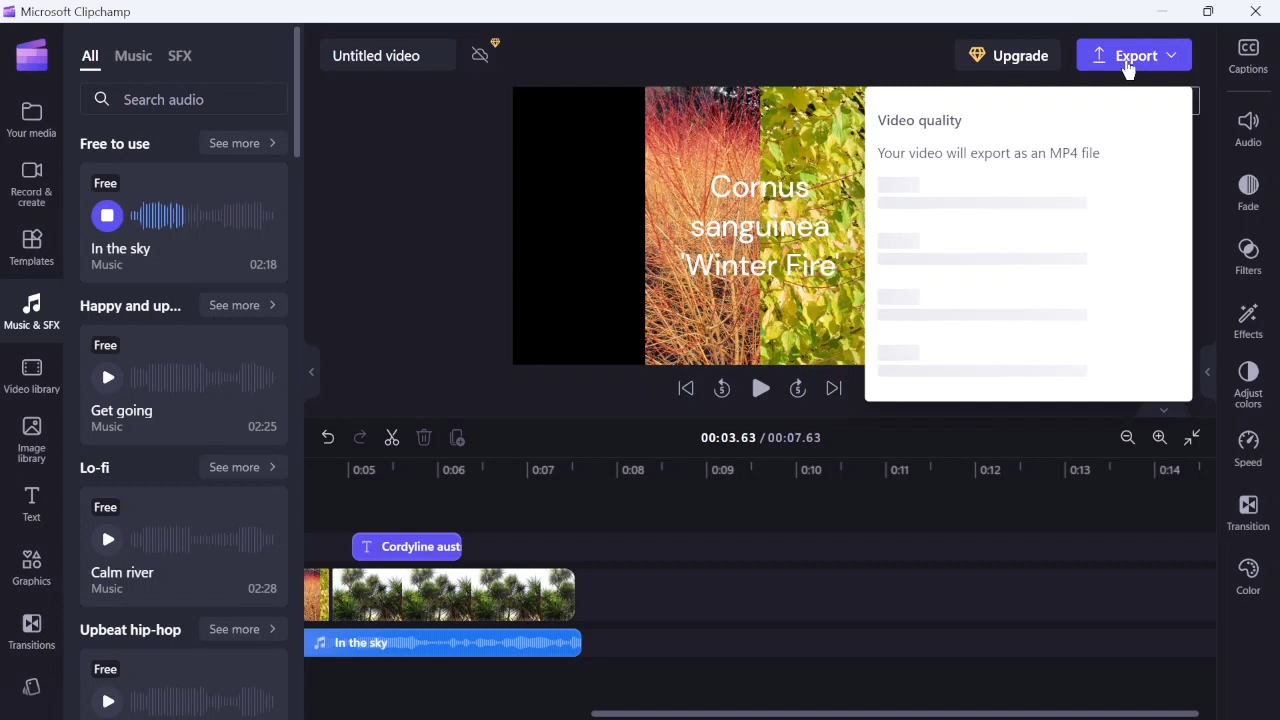 Microsoft Clipchamp
All Music SFX
Search audio
Free to use See more
Free
In the sky
Music 02:18
Happy and up... See more
Free
Get going
Music 02:25
Lo-fi See more
Free
Calm river
Music 02:28
Upbeat hip-hop See more
Free
Your media
Record &
create
Templates
Music & SFX
Video library
Image
library
Text
Graphics
Transitions
Untitled video
Upgrade
Export
Cornus
sanguinea
'Winter Fire'
Video quality
Your video will export as an MP4 file
5 5
00:03.63 / 00:07.63
0:05 0:06 0:07 0:08 0:09 0:10 0:11 0:12 0:13 0:14
T Cordyline aust
In the sky
CC
Captions
Audio
Fade
Filters
Effects
Adjust
colors
Speed
Transition
Color